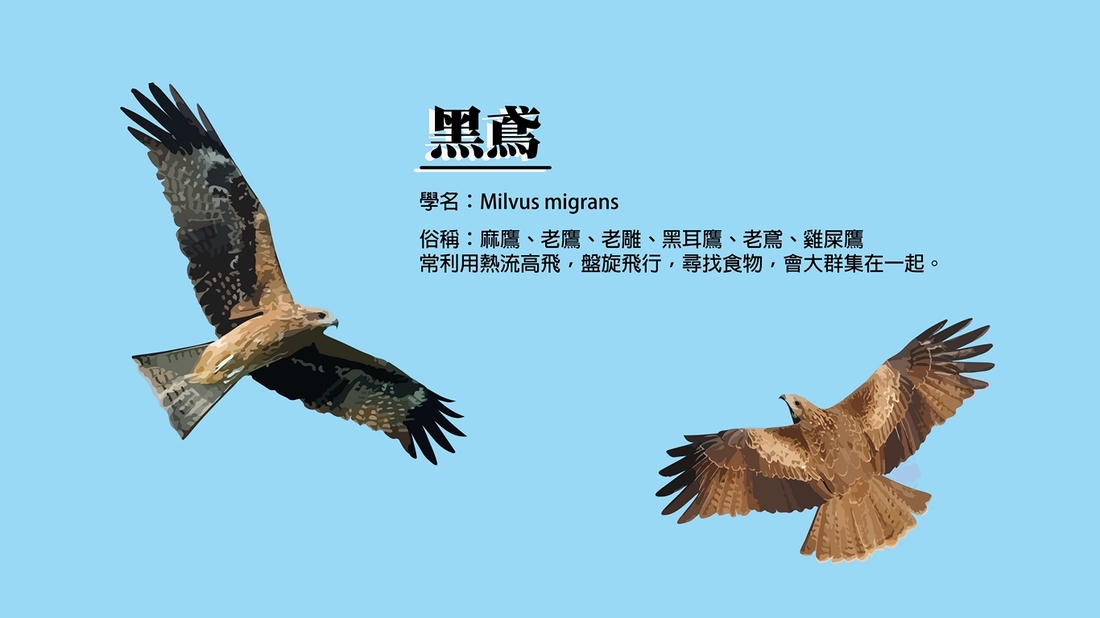 黑鳶
學名：Milvus migrans
俗稱：麻鷹、老鷹、老雕、黑耳鷹、老鳶、雞屎鷹
常利用熱流高飛，盤旋飛行，尋找食物，會大群集在一起。